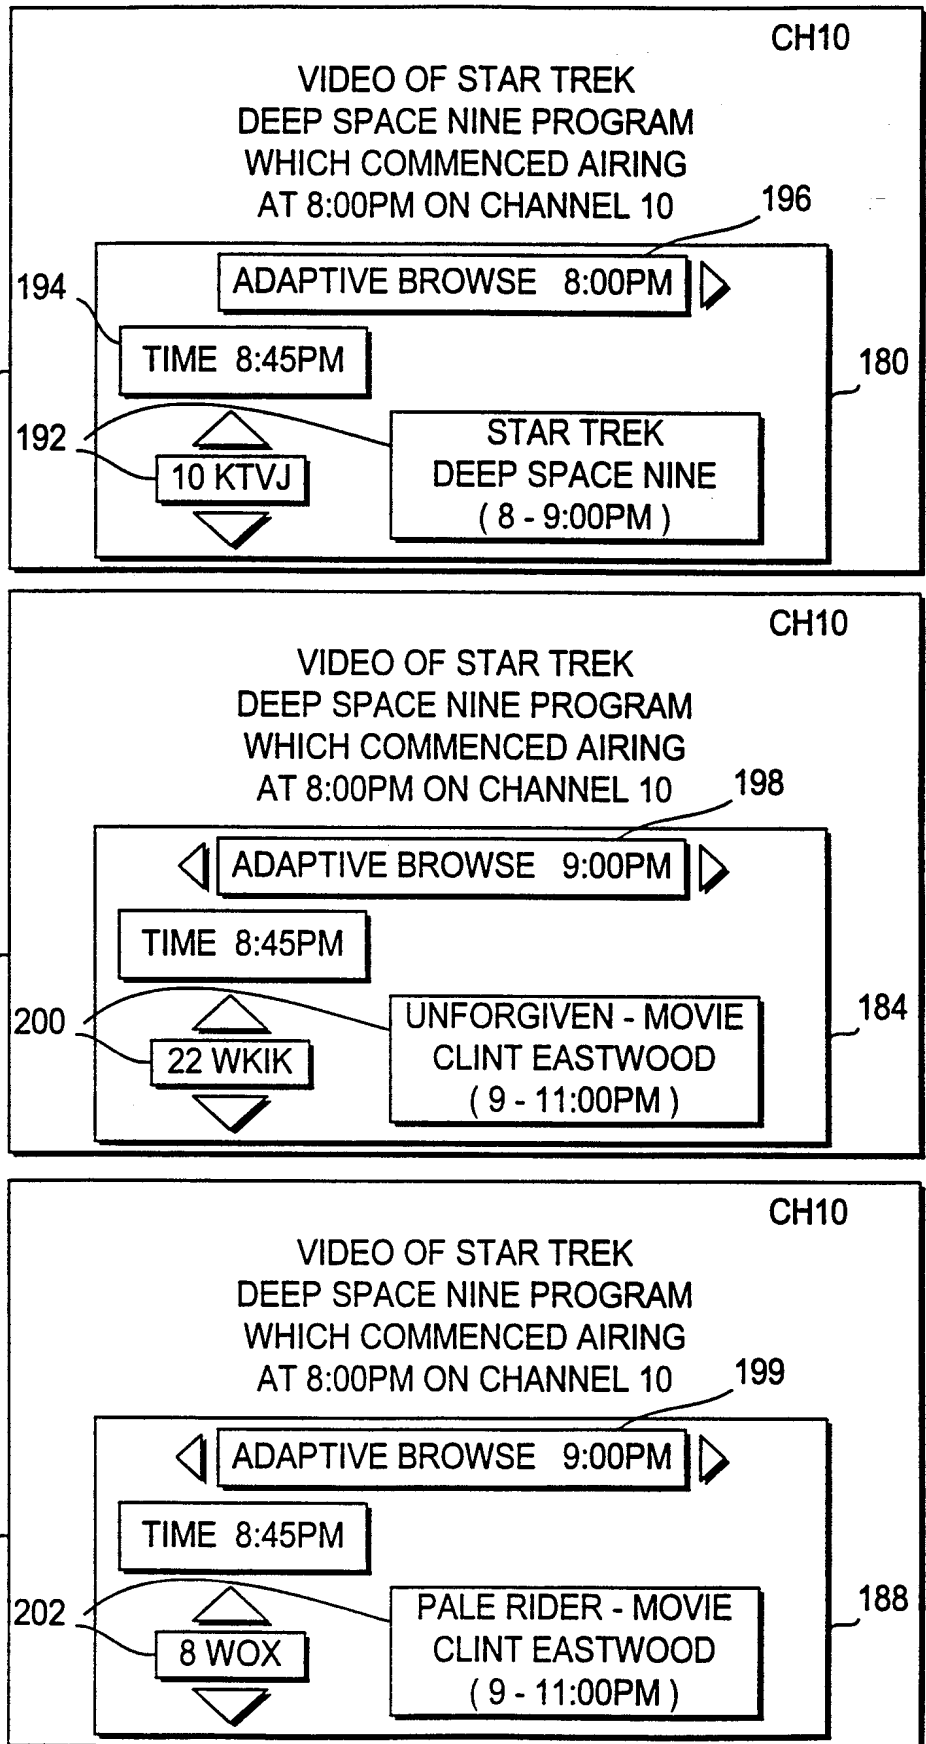 CH10
VIDEO OF STAR TREK
DEEP SPACE NINE PROGRAM
WHICH COMMENCED AIRING
AT 8:00PM ON CHANNEL 10
196
ADAPTIVE BROWSE 8:00PM
194
TIME 8:45PM
180
192
10 KTVJ
STAR TREK
DEEP SPACE NINE
( 8 - 9:00PM )
CH10
VIDEO OF STAR TREK
DEEP SPACE NINE PROGRAM
WHICH COMMENCED AIRING
AT 8:00PM ON CHANNEL 10
198
ADAPTIVE BROWSE 9:00PM
TIME 8:45PM
184
200
22 WKIK
UNFORGIVEN - MOVIE
CLINT EASTWOOD
( 9 - 11:00PM )
CH10
VIDEO OF STAR TREK
DEEP SPACE NINE PROGRAM
WHICH COMMENCED AIRING
AT 8:00PM ON CHANNEL 10
199
ADAPTIVE BROWSE 9:00PM
TIME 8:45PM
188
202
8 WOX
PALE RIDER - MOVIE
CLINT EASTWOOD
( 9 - 11:00PM )